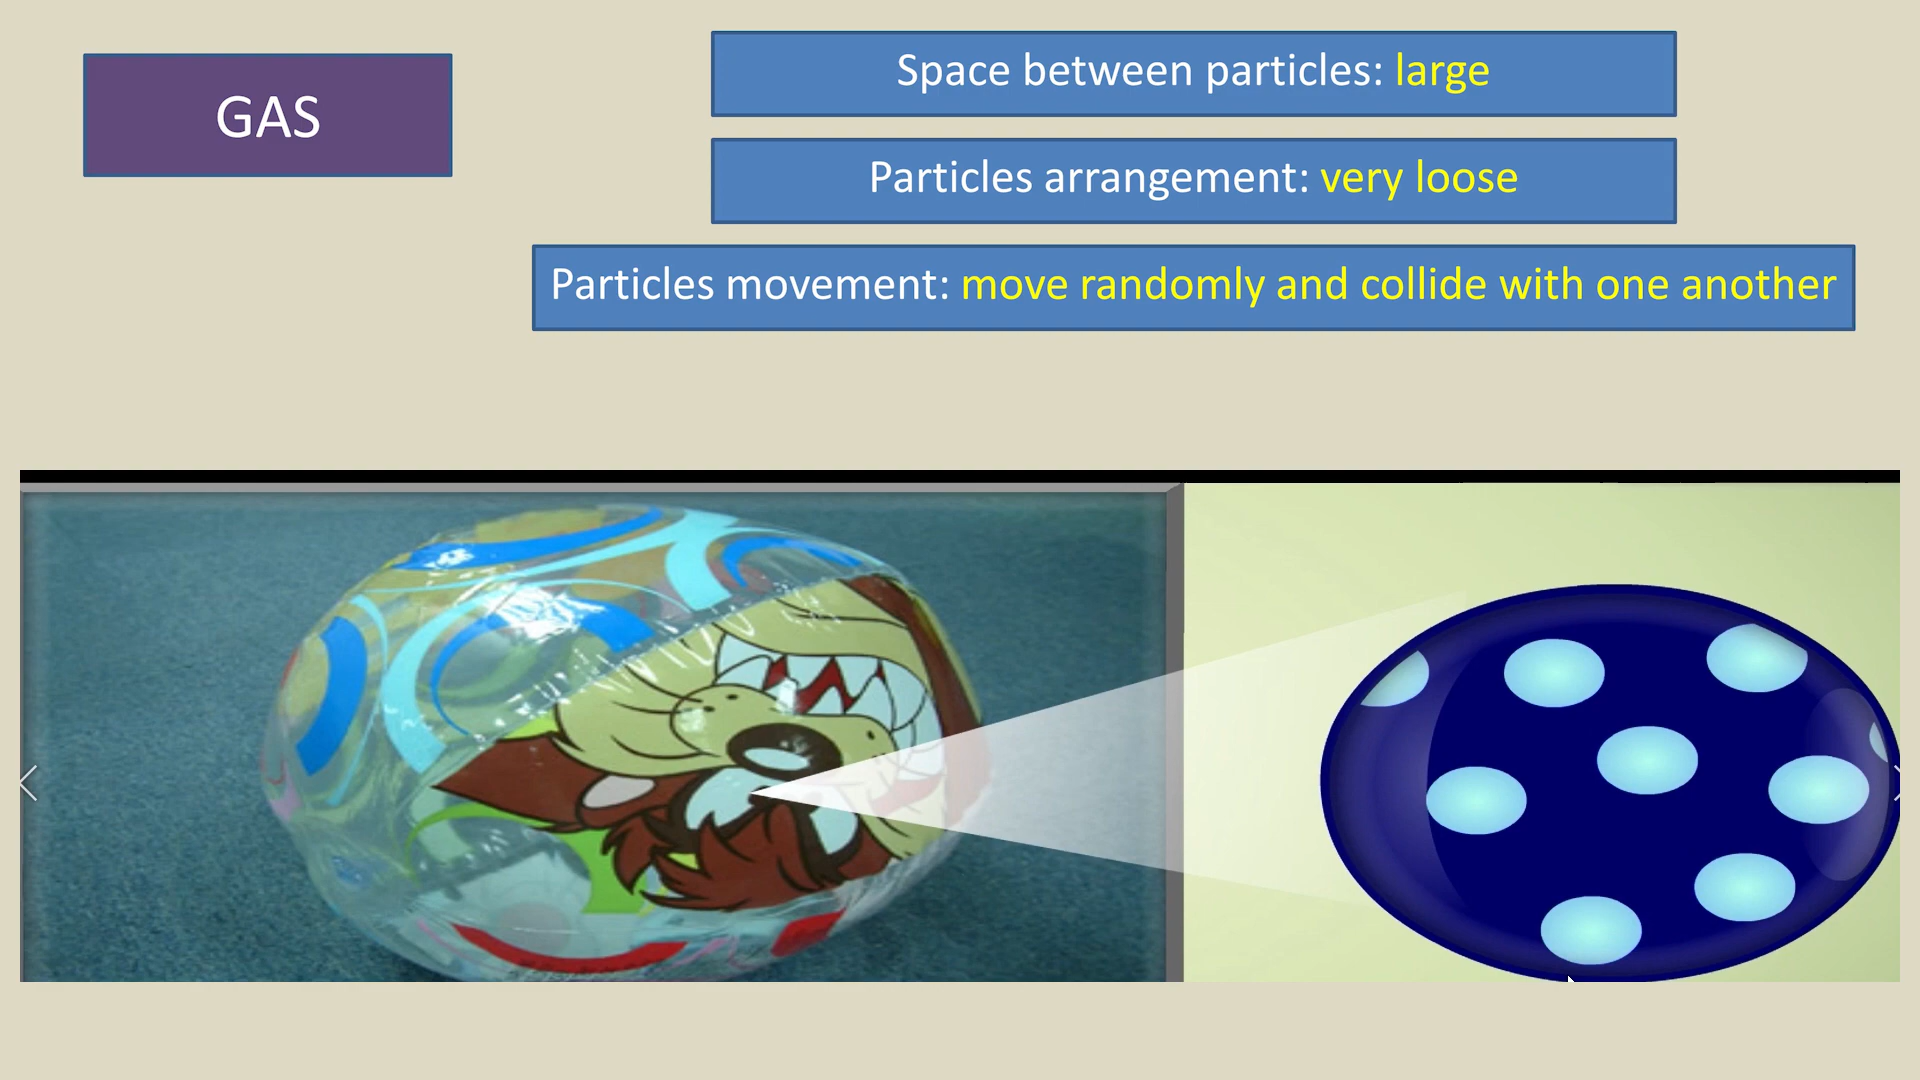 GAS
Space between particles: large
Particles arrangement: very loose
Particles movement: move randomly and collide with one another